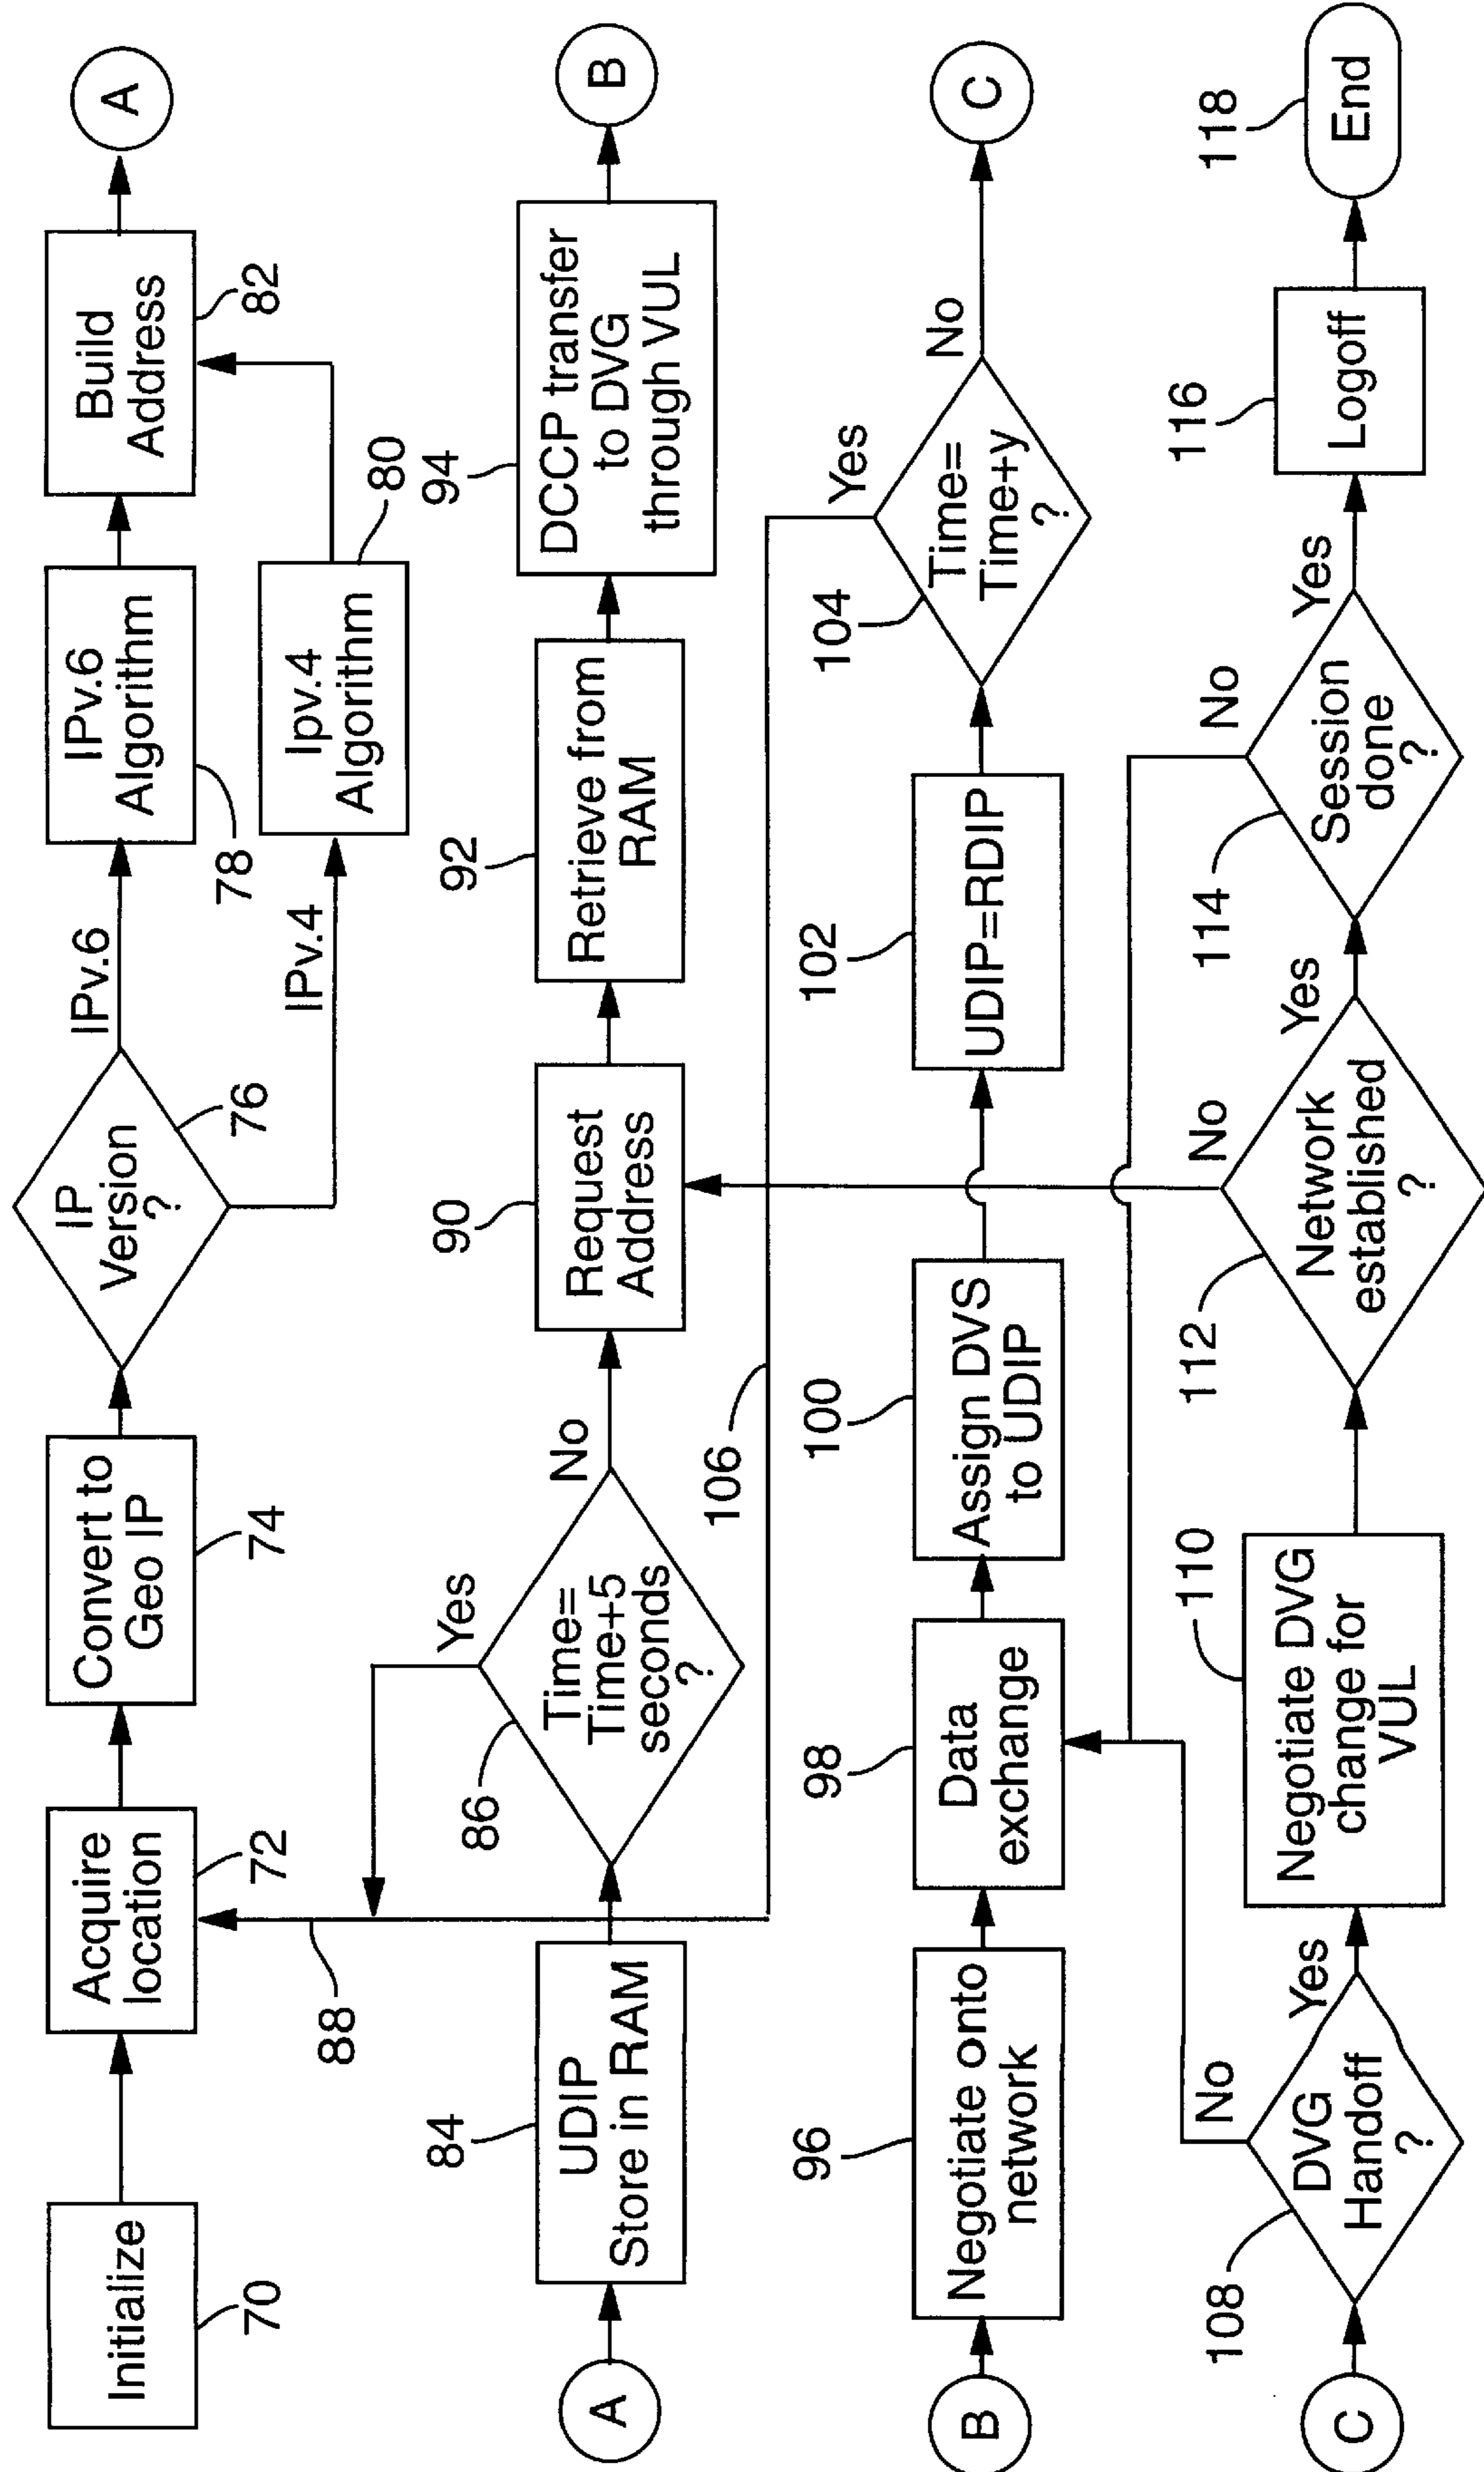 Initialize
70
Acquire
location
72
Convert to
Geo IP
74
IP
Version
?
76
IPv.6
IPv.4
IPv.6
Algorithm
78
Ipv.4
Algorithm
80
Build
Address
82
A
A
UDIP
Store in RAM
84
88
Time=
Time+5
seconds
?
86
Yes
No
Request
Address
90
Retrieve from
RAM
92
DCCP transfer
to DVG
through VUL
94
B
B
Negotiate onto
network
96
Data
exchange
98
Assign DVS
to UDIP
100
106
UDIP=RDIP
102
Time=
Time+y
?
104
Yes
No
C
C
DVG
Handoff
?
108
No
Yes
Negotiate DVG
change for
VUL
110
Network
established
?
112
No
Yes
Session
done
?
114
No
Yes
Logoff
116
End
118